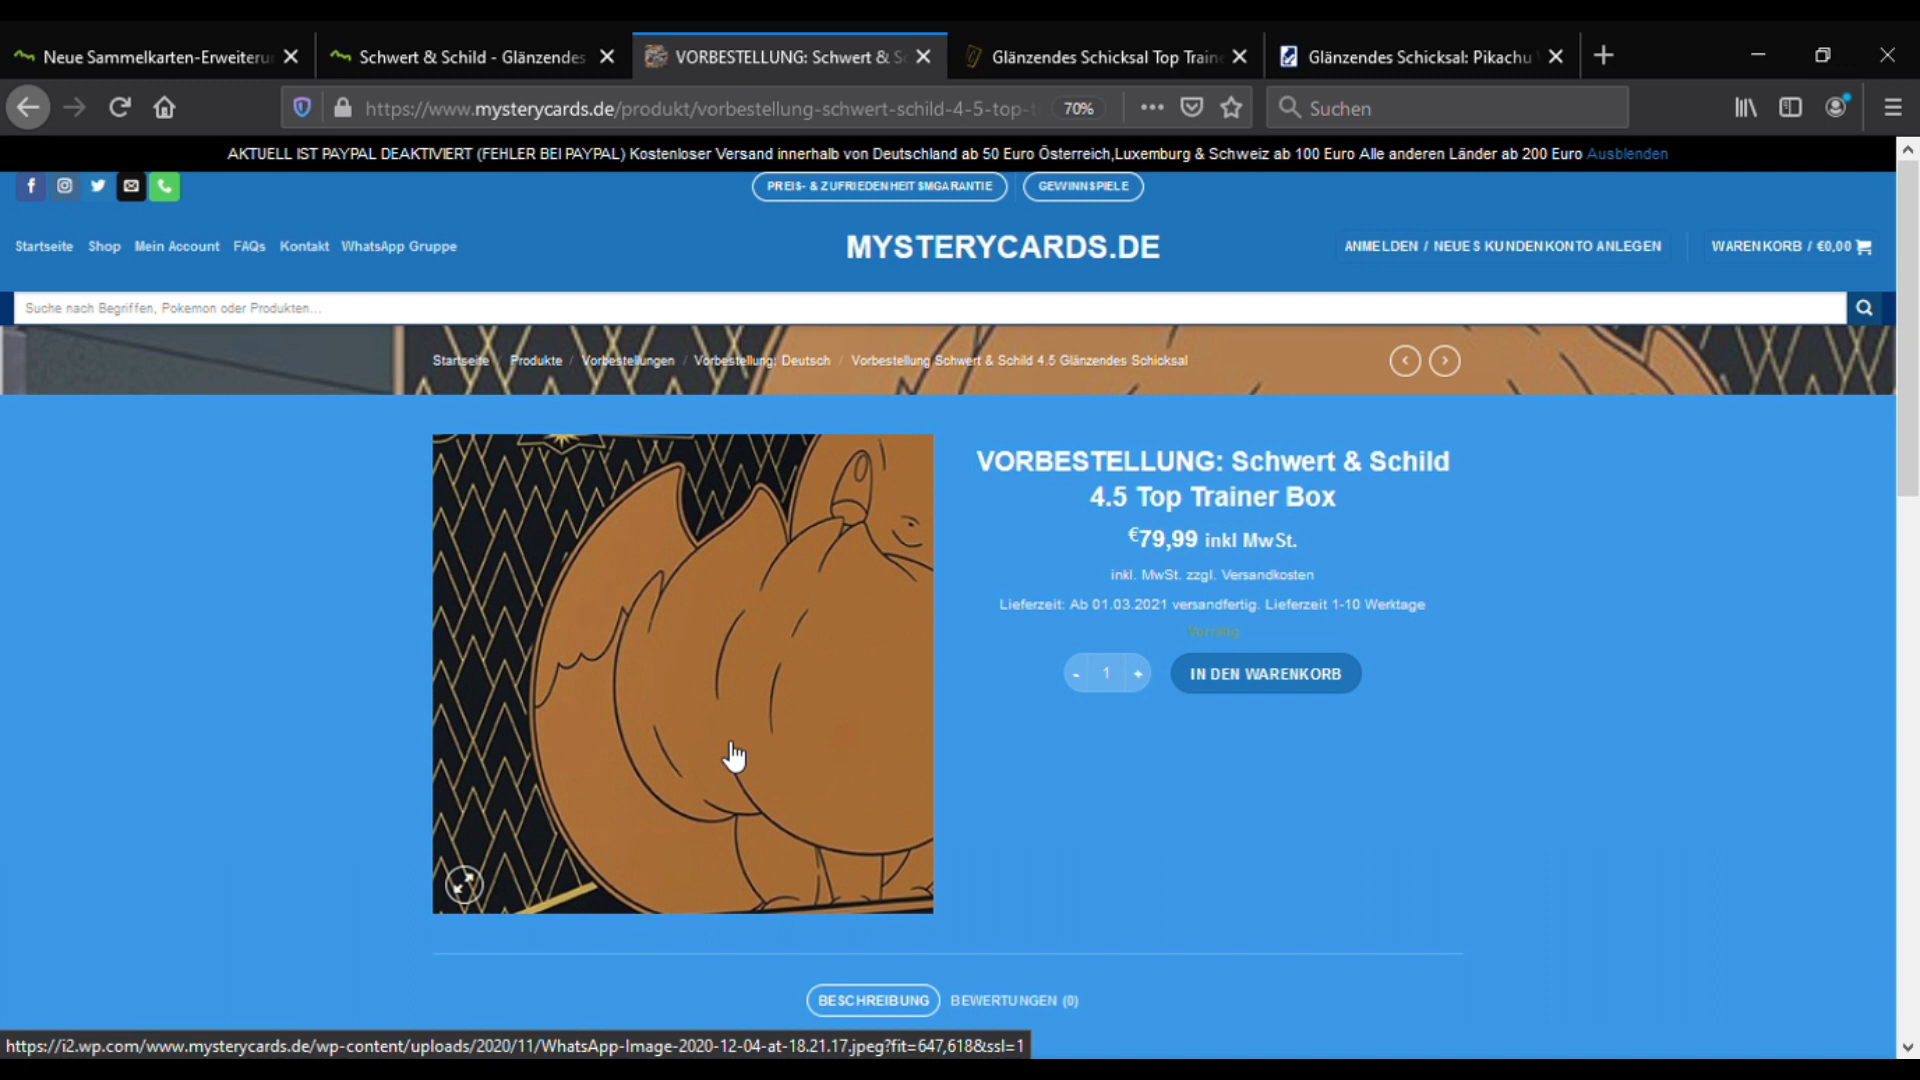 Neue Sammelkarten-Erweiteru
Schwert & Schild - Glänzendes
VORBESTELLUNG: Schwert & S
Glänzendes Schicksal Top Train
Glänzendes Schicksal: Pikachu
https://www.mysterycards.de/produkt/vorbestellung-schwert-schild-4-5-top-t
70%
Suchen
AKTUELL IST PAYPAL DEAKTIVIERT (FEHLER BEI PAYPAL) Kostenloser Versand innerhalb von Deutschland ab 50 Euro Österreich,Luxemburg & Schweiz ab 100 Euro Alle anderen Länder ab 200 Euro Ausblenden
PREIS- & ZUFRIEDENHEITSMGARANTIE
GEWINNSPIELE
Startseite Shop Mein Account FAQs Kontakt WhatsApp Gruppe
MYSTERYCARDS.DE
ANMELDEN / NEUES KUNDENKONTO ANLEGEN
WARENKORB / €0,00
Suche nach Begriffen, Pokemon oder Produkten...
Startseite / Produkte / Vorbestellungen / Vorbestellung: Deutsch / Vorbestellung Schwert & Schild 4.5 Glänzendes Schicksal
VORBESTELLUNG: Schwert & Schild
4.5 Top Trainer Box
€79,99 inkl MwSt.
inkl. MwSt. zzgl. Versandkosten
Lieferzeit: Ab 01.03.2021 versandfertig. Lieferzeit 1-10 Werktage
Vorrätig
- 1 +
IN DEN WARENKORB
BESCHREIBUNG
BEWERTUNGEN (0)
https://i2.wp.com/www.mysterycards.de/wp-content/uploads/2020/11/WhatsApp-Image-2020-12-04-at-18.21.17.jpeg?fit=647,618&ssl=1